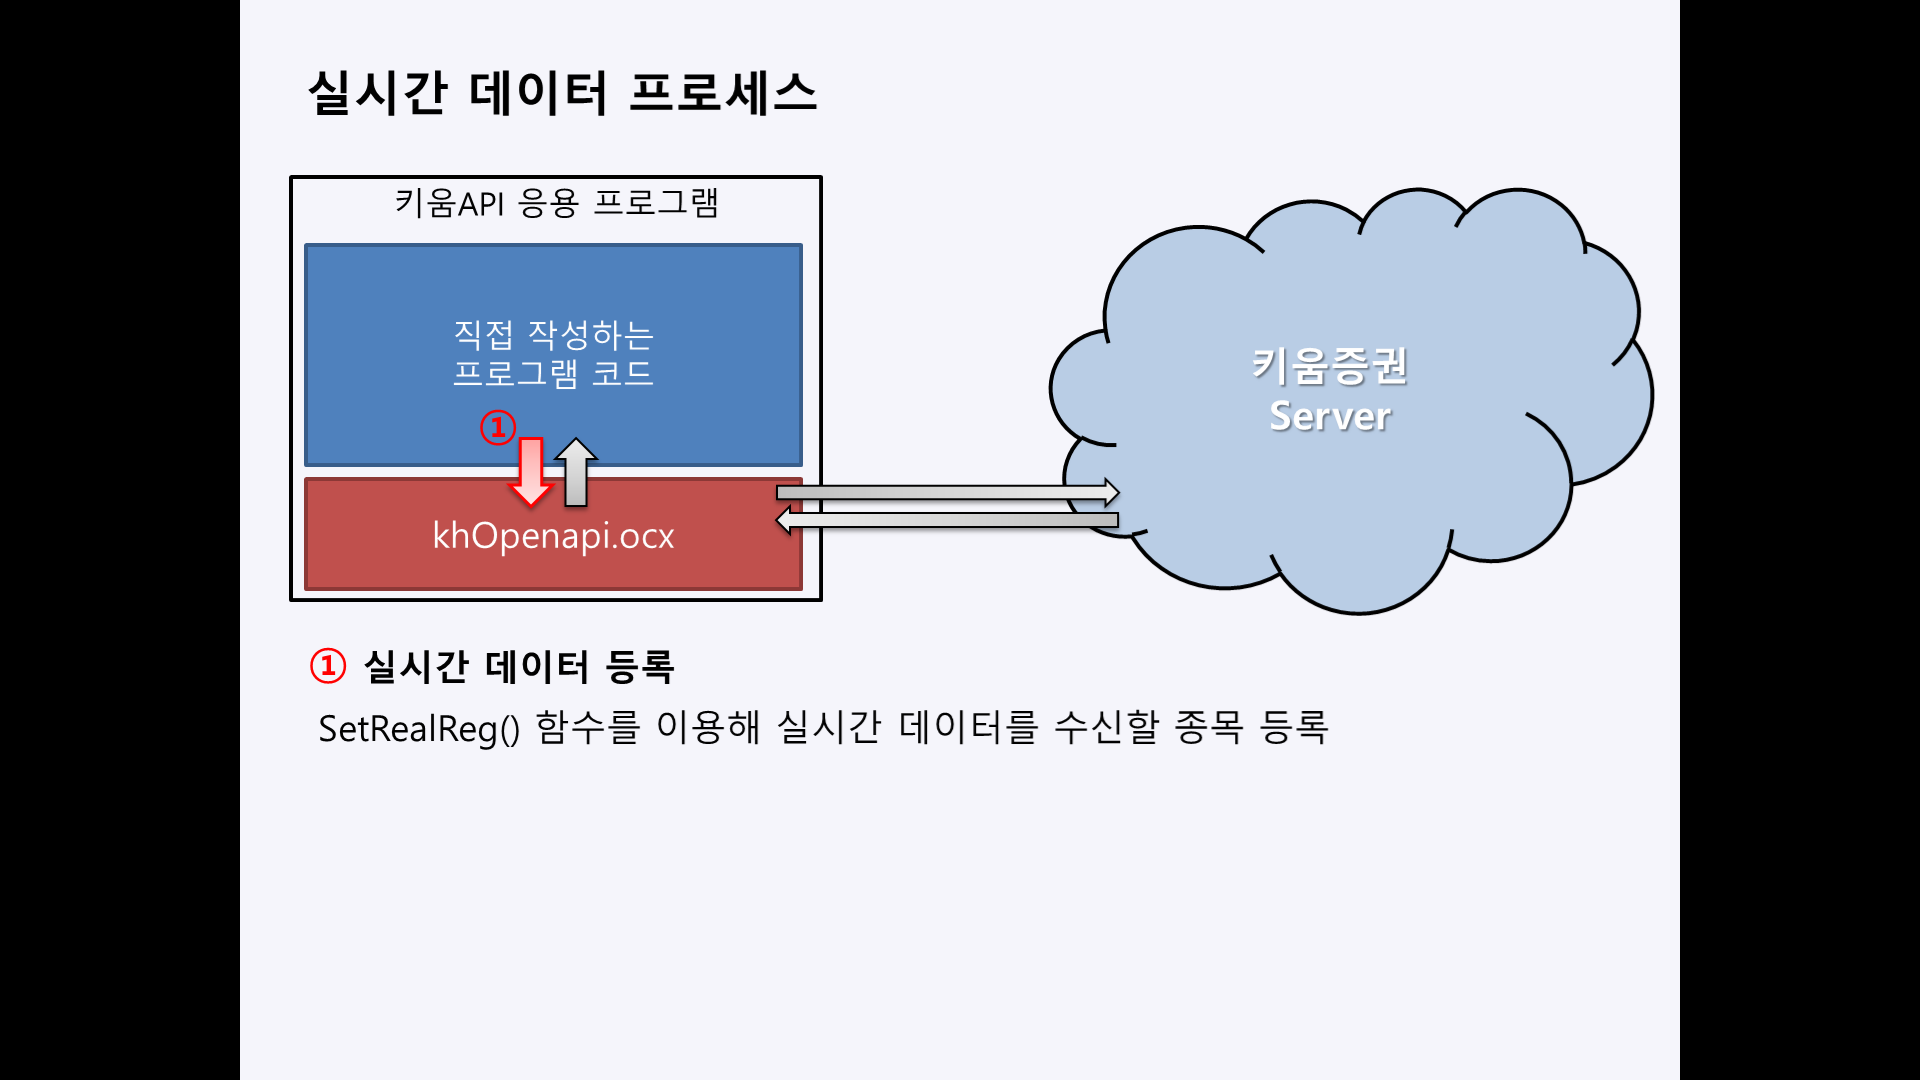 실시간 데이터 프로세스
키움API 응용 프로그램
직접 작성하는
프로그램 코드
①
khOpenapi.ocx
키움증권
Server
① 실시간 데이터 등록
SetRealReg() 함수를 이용해 실시간 데이터를 수신할 종목 등록